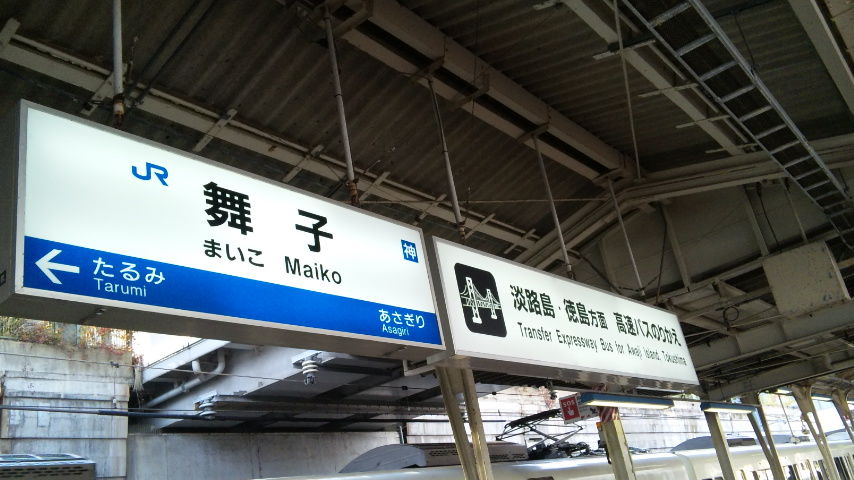 JR
舞子
神
まいこ Maiko
たるみ
Tarumi
あさぎり
Asagiri
淡路島・徳島方面 高速バスのりかえ
Transfer Expressway Bus for Awaji Island, Tokushima
SOS